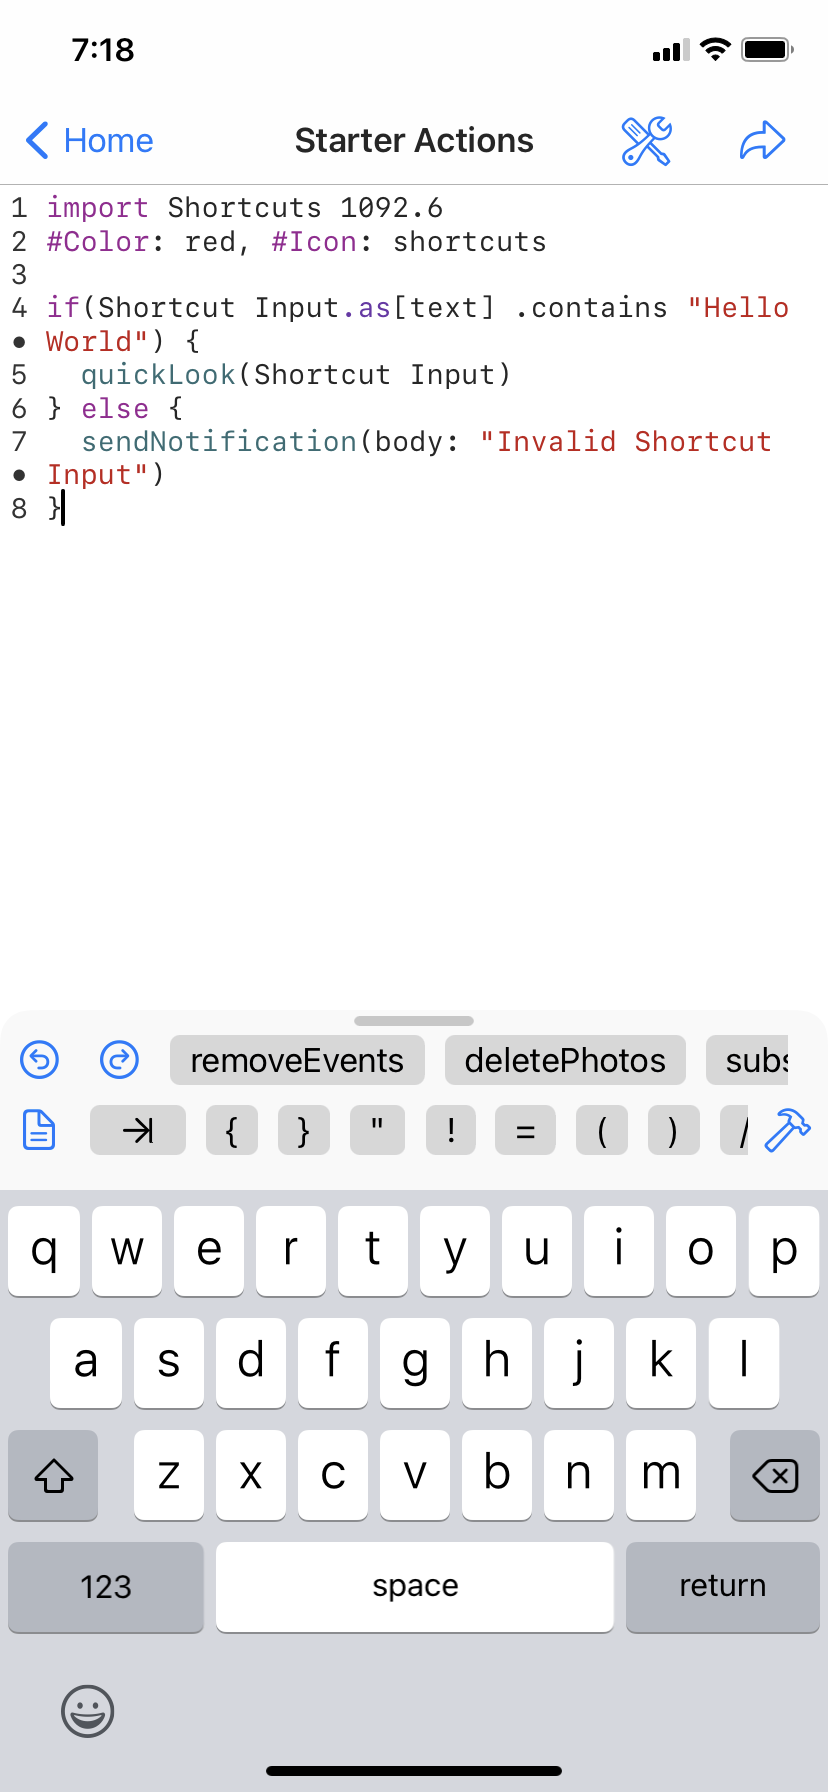 7:18
Home Starter Actions
1 import Shortcuts 1092.6
2 #Color: red, #Icon: shortcuts
3
4 if(Shortcut Input.as[text] .contains "Hello
• World") {
5 quickLook(Shortcut Input)
6 } else {
7 sendNotification(body: "Invalid Shortcut
• Input")
8 }
removeEvents deletePhotos subs
{ } " ! = ( ) /
q w e r t y u i o p
a s d f g h j k l
z x c v b n m
123 space return